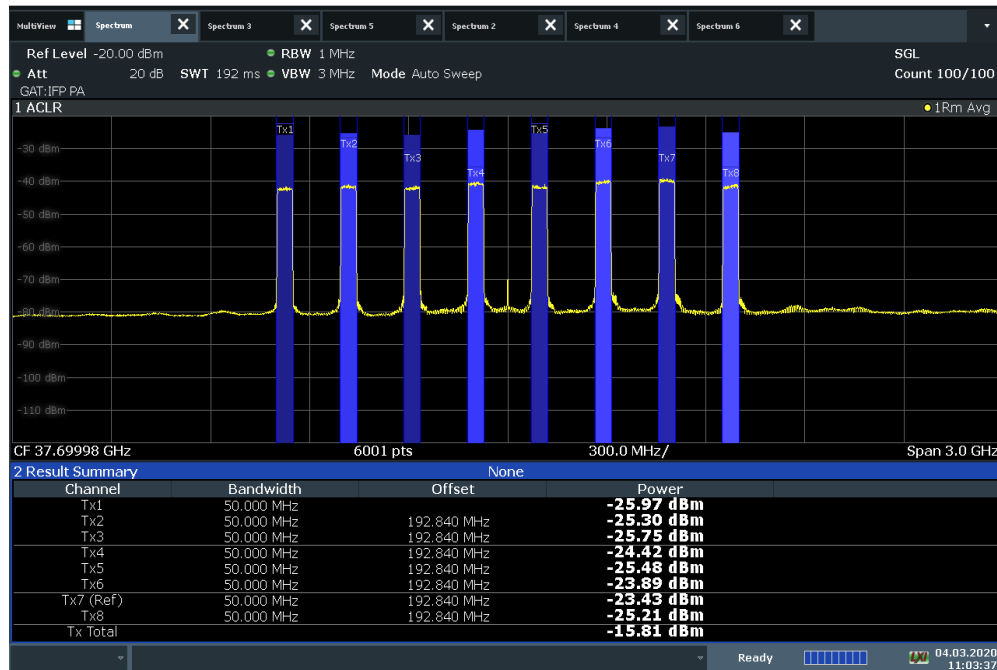 MultiView Spectrum X Spectrum 3 X Spectrum 5 X Spectrum 2 X Spectrum 4 X Spectrum 6 X
Ref Level -20.00 dBm RBW 1 MHz SGL
Att 20 dB SWT 192 ms VBW 3 MHz Mode Auto Sweep Count 100/100
GAT:IFP PA
1 ACLR 1Rm Avg
Tx1 Tx5
Tx2 Tx6
-30 dBm
Tx3 Tx7
Tx4 Tx8
-40 dBm
-50 dBm
-60 dBm
-70 dBm
-80 dBm
-90 dBm
-100 dBm
-110 dBm
CF 37.69998 GHz 6001 pts 300.0 MHz/ Span 3.0 GHz
2 Result Summary None
Channel Bandwidth Offset Power
Tx1 50.000 MHz -25.97 dBm
Tx2 50.000 MHz 192.840 MHz -25.30 dBm
Tx3 50.000 MHz 192.840 MHz -25.75 dBm
Tx4 50.000 MHz 192.840 MHz -24.42 dBm
Tx5 50.000 MHz 192.840 MHz -25.48 dBm
Tx6 50.000 MHz 192.840 MHz -23.89 dBm
Tx7 (Ref) 50.000 MHz 192.840 MHz -23.43 dBm
Tx8 50.000 MHz 192.840 MHz -25.21 dBm
Tx Total -15.81 dBm
Ready 04.03.2020
11:03:37